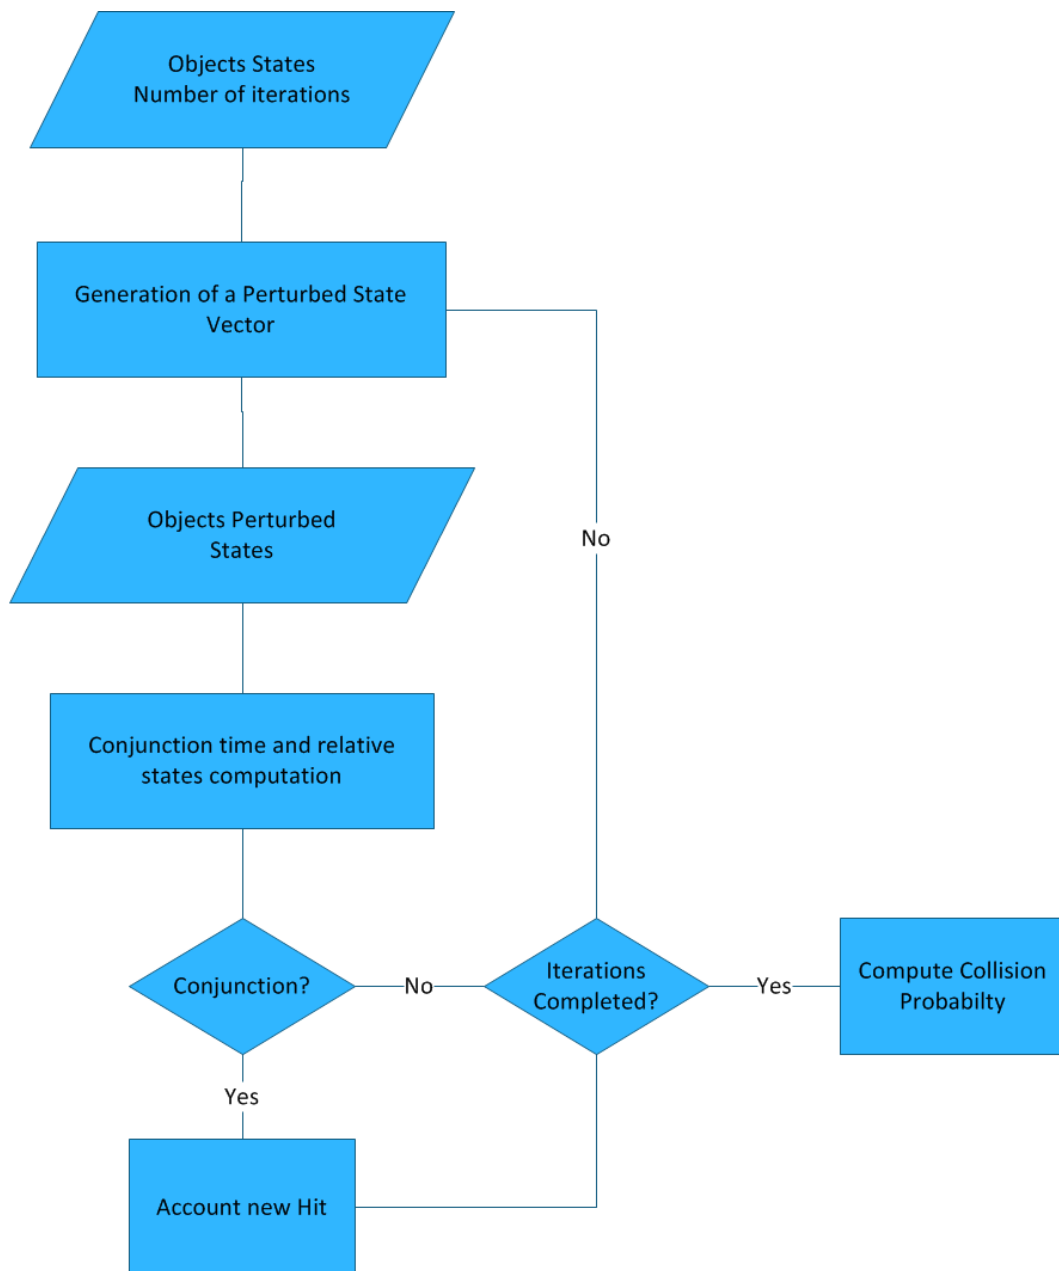 Objects States
Number of iterations
Generation of a Perturbed State
Vector
Objects Perturbed
States
No
Conjunction time and relative
states computation
Conjunction?
No
Iterations
Completed?
Yes
Compute Collision
Probabilty
Yes
Account new Hit